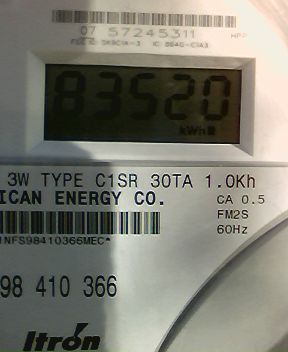 07 57245311
83520
kWh
3W TYPE C1SR 30TA 1.0Kh
ICAN ENERGY CO.
CA 0.5
FM2S
60Hz
1NFS98410366MEC*
98 410 366
Itron